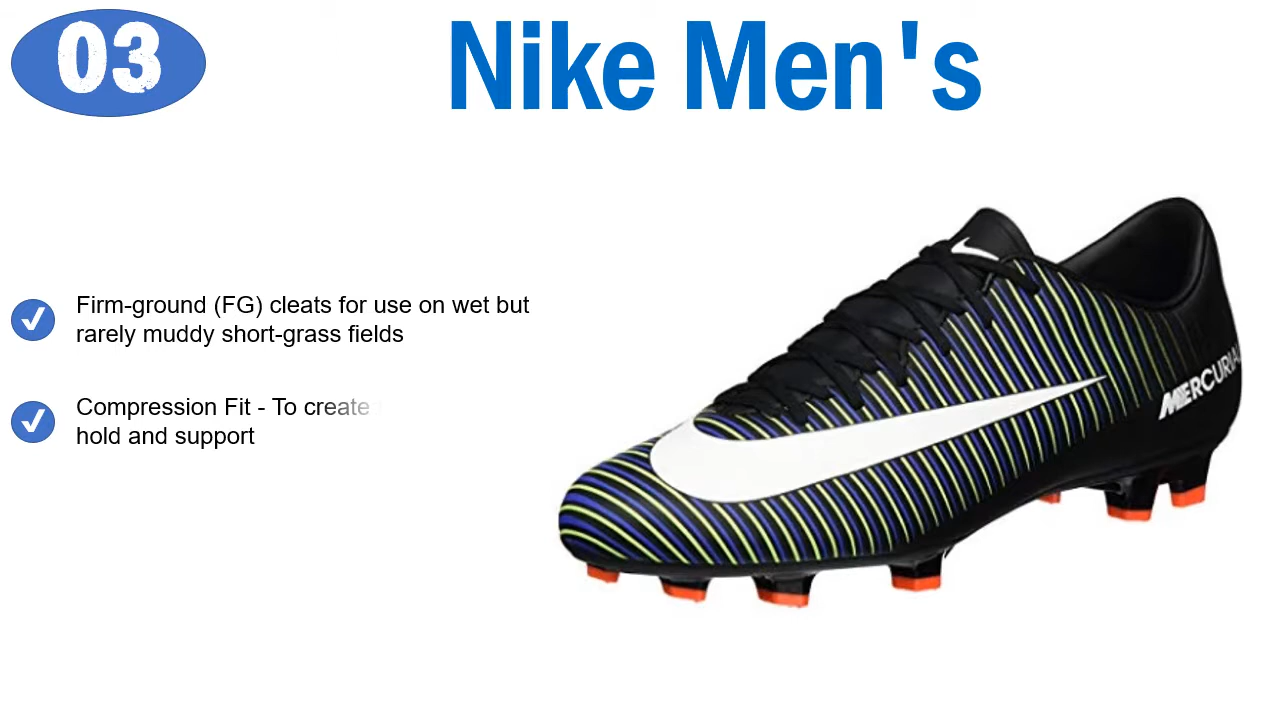 03
Nike Men's
Firm-ground (FG) cleats for use on wet but
rarely muddy short-grass fields
Compression Fit - To create
hold and support
MERCURIAL